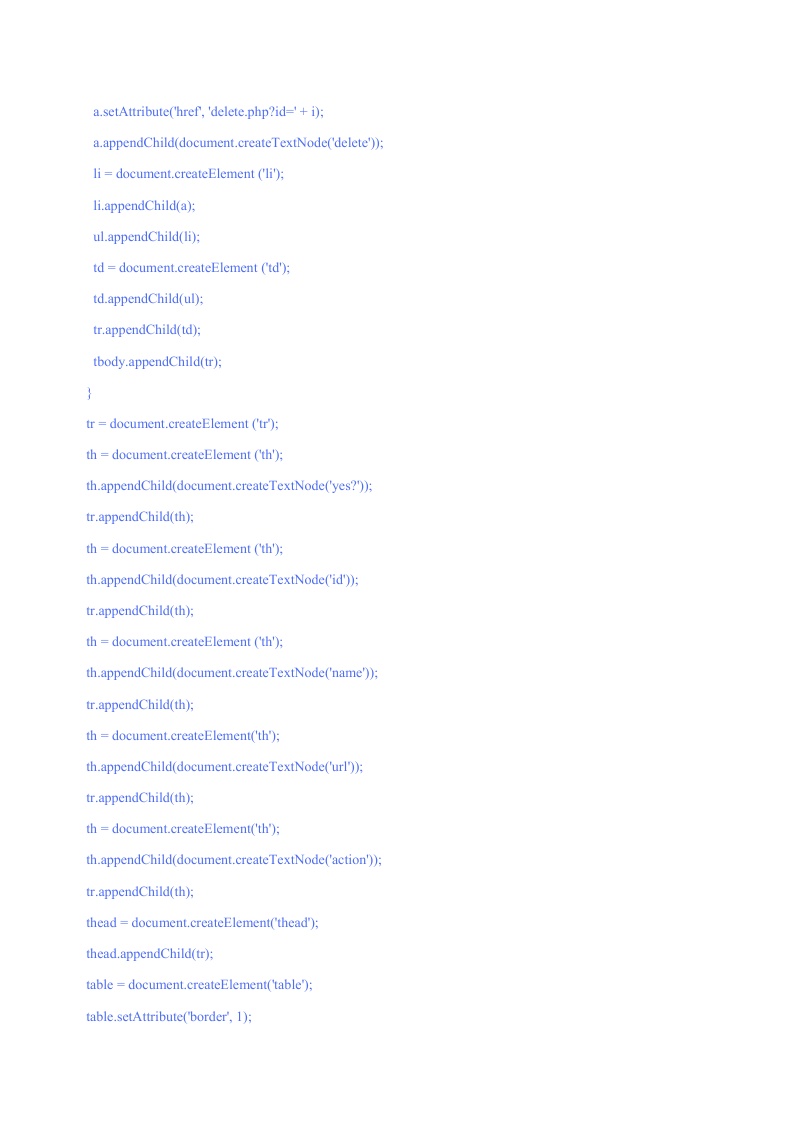 a.setAttribute('href', 'delete.php?id=' + i);
a.appendChild(document.createTextNode('delete'));
li = document.createElement ('li');
li.appendChild(a);
ul.appendChild(li);
td = document.createElement ('td');
td.appendChild(ul);
tr.appendChild(td);
tbody.appendChild(tr);
}
tr = document.createElement ('tr');
th = document.createElement ('th');
th.appendChild(document.createTextNode('yes?'));
tr.appendChild(th);
th = document.createElement ('th');
th.appendChild(document.createTextNode('id'));
tr.appendChild(th);
th = document.createElement ('th');
th.appendChild(document.createTextNode('name'));
tr.appendChild(th);
th = document.createElement('th');
th.appendChild(document.createTextNode('url'));
tr.appendChild(th);
th = document.createElement('th');
th.appendChild(document.createTextNode('action'));
tr.appendChild(th);
thead = document.createElement('thead');
thead.appendChild(tr);
table = document.createElement('table');
table.setAttribute('border', 1);